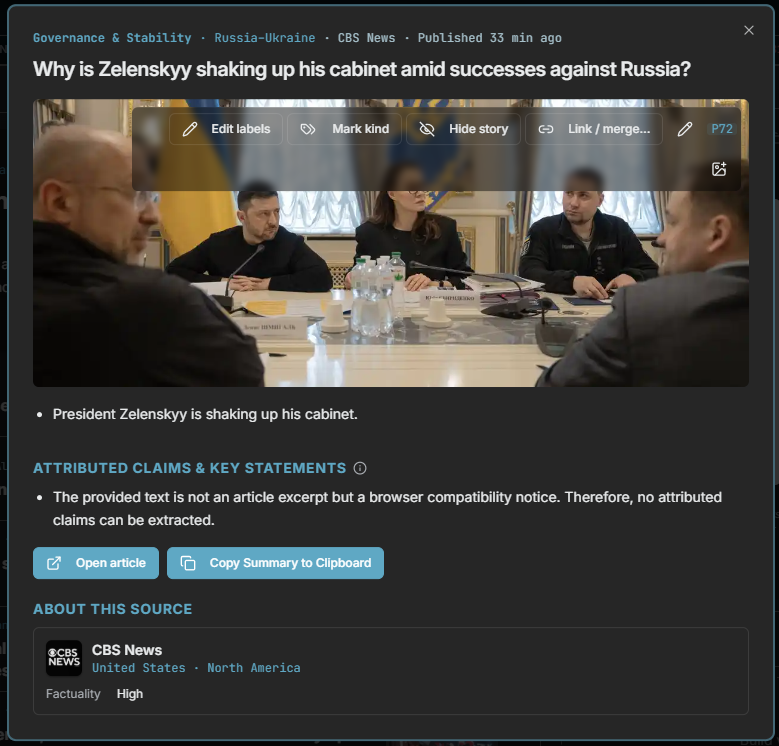 Governance & Stability · Russia-Ukraine · CBS News · Published 33 min ago
Why is Zelenskyy shaking up his cabinet amid successes against Russia?
Edit labels
Mark kind
Hide story
Link / merge...
P72
• President Zelenskyy is shaking up his cabinet.
ATTRIBUTED CLAIMS & KEY STATEMENTS
• The provided text is not an article excerpt but a browser compatibility notice. Therefore, no attributed
claims can be extracted.
Open article
Copy Summary to Clipboard
ABOUT THIS SOURCE
CBS
NEWS
CBS News
United States · North America
Factuality High